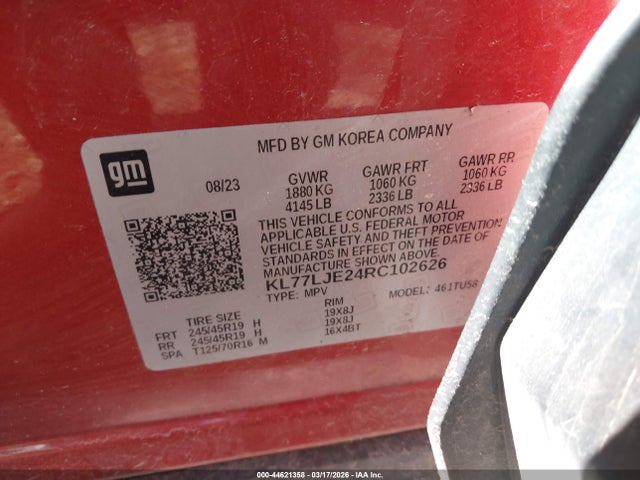 MFD BY GM KOREA COMPANY
gm
08/23
GVWR
1880 KG
4145 LB
GAWR FRT
1060 KG
2336 LB
GAWR RR
1060 KG
2336 LB
THIS VEHICLE CONFORMS TO ALL
APPLICABLE U.S. FEDERAL MOTOR
VEHICLE SAFETY AND THEFT PREVENTION
STANDARDS IN EFFECT ON THE DATE OF
MANUFACTURE SHOWN ABOVE.
KL77LJE24RC102626
TYPE: MPV
MODEL: 461TU58
TIRE SIZE
RIM
FRT 245/45R19 H 19X8J
RR 245/45R19 H 19X8J
SPA T125/70R16 M 16X4BT
000-44621358 - 03/17/2026 - IAA Inc.